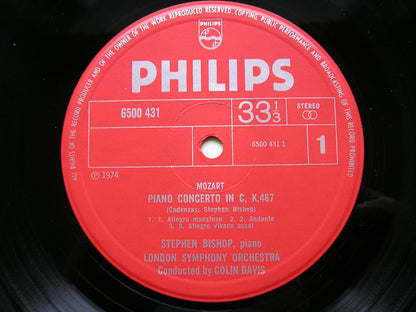 ALL RIGHTS OF THE RECORD PRODUCER AND OF THE OWNER OF THE WORK REPRODUCED RESERVED. COPYING, PUBLIC PERFORMANCE AND BROADCASTING OF THIS RECORD PROHIBITED
PHILIPS
PHILIPS
6500 431
33 1/3
STEREO
6500 431 1
1
Ⓟ 1974
MOZART
PIANO CONCERTO IN C, K.467
(Cadenzas: Stephen Bishop)
1. 1. Allegro maestoso 2. 2. Andante
3. 3. Allegro vivace assai
STEPHEN BISHOP, piano
LONDON SYMPHONY ORCHESTRA
Conducted by COLIN DAVIS